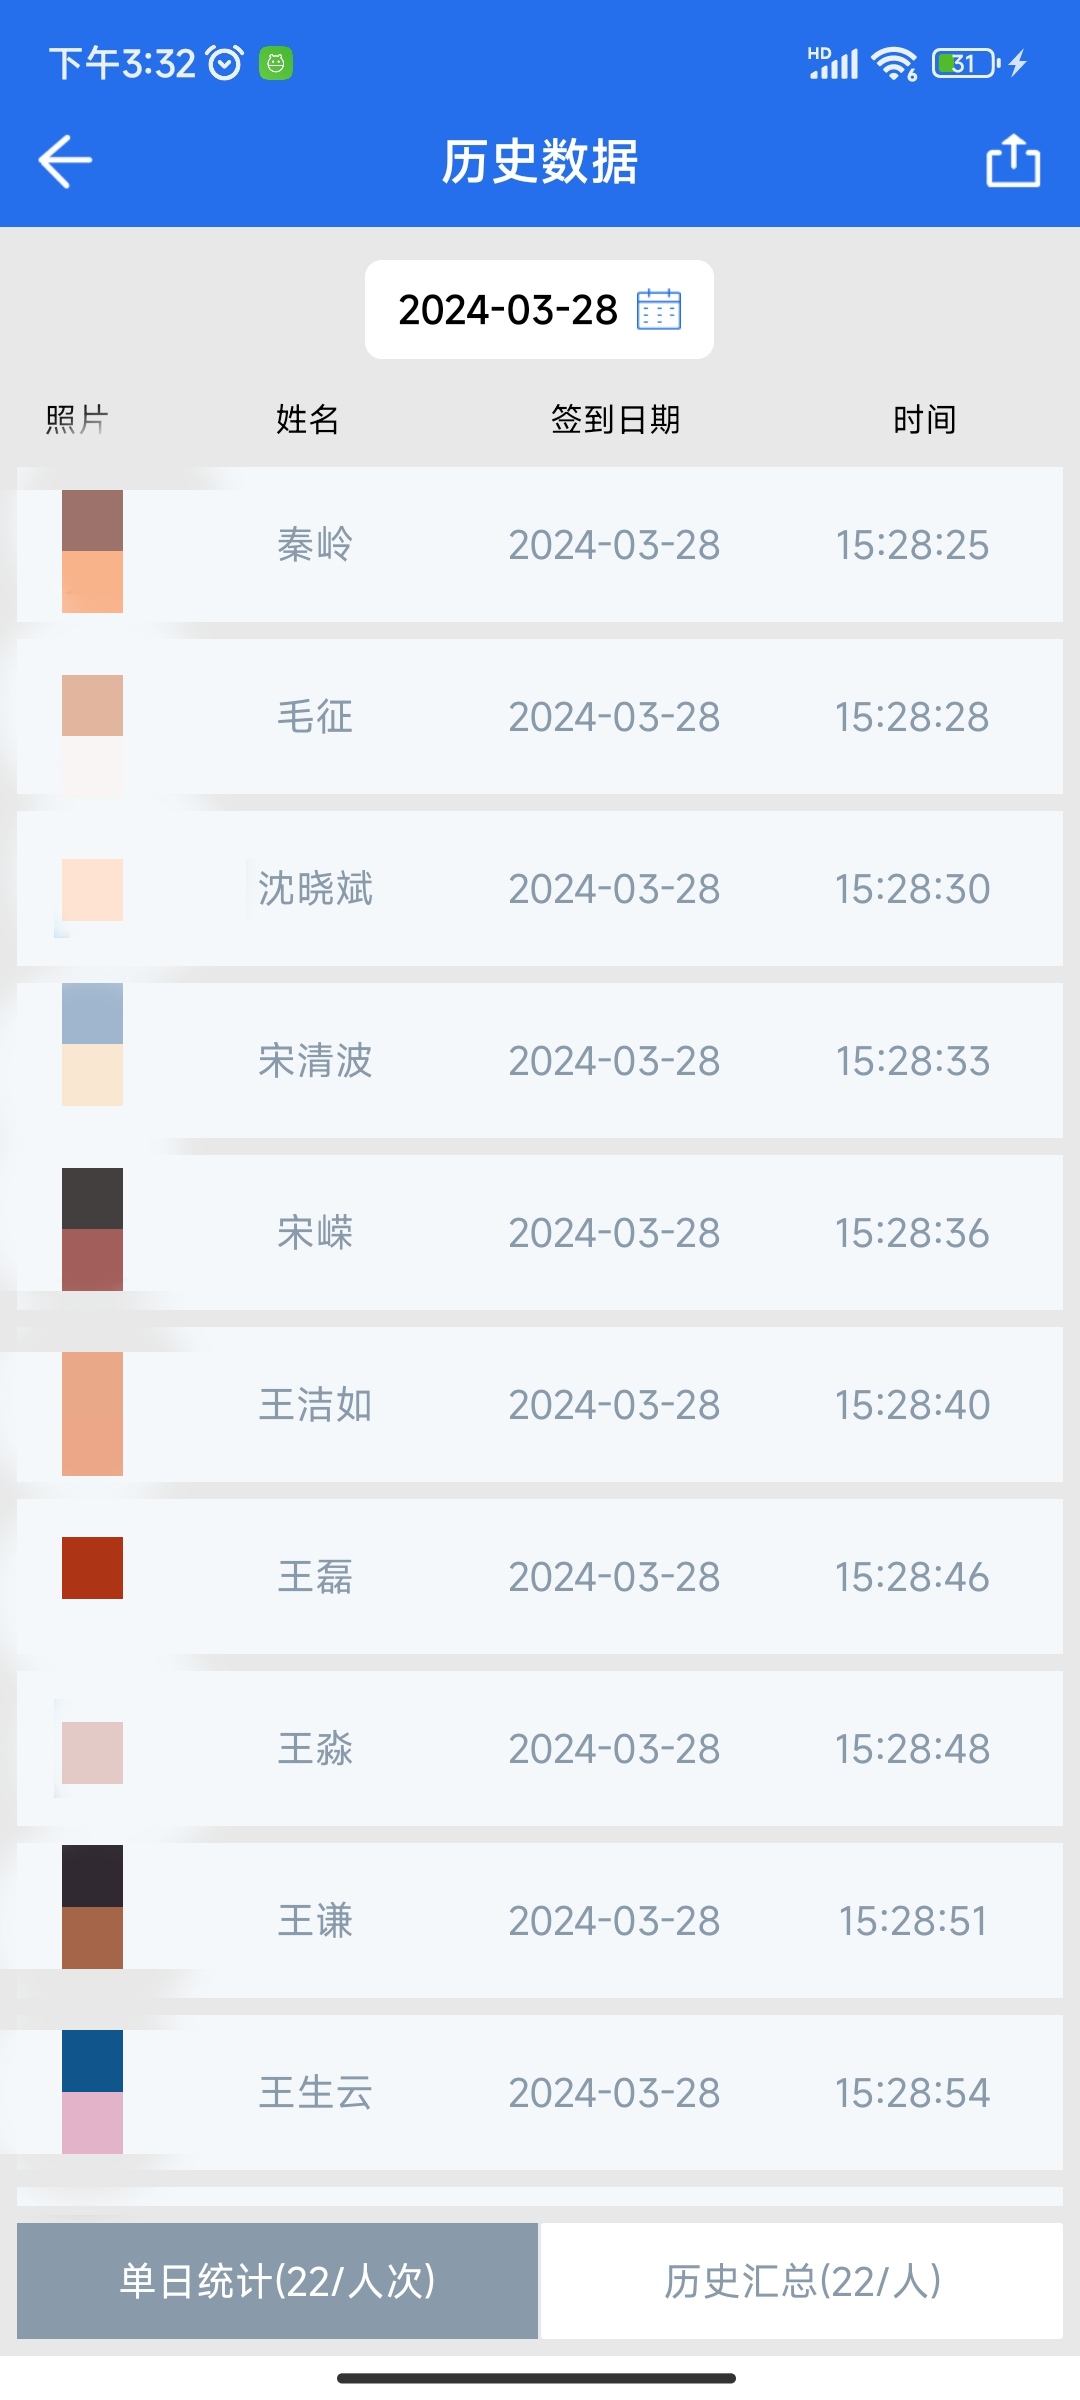 下午3:32 HD 6 31
历史数据
2024-03-28
照片 姓名 签到日期 时间
秦岭 2024-03-28 15:28:25
毛征 2024-03-28 15:28:28
沈晓斌 2024-03-28 15:28:30
宋清波 2024-03-28 15:28:33
宋嵘 2024-03-28 15:28:36
王洁如 2024-03-28 15:28:40
王磊 2024-03-28 15:28:46
王淼 2024-03-28 15:28:48
王谦 2024-03-28 15:28:51
王生云 2024-03-28 15:28:54
单日统计(22/人次) 历史汇总(22/人)